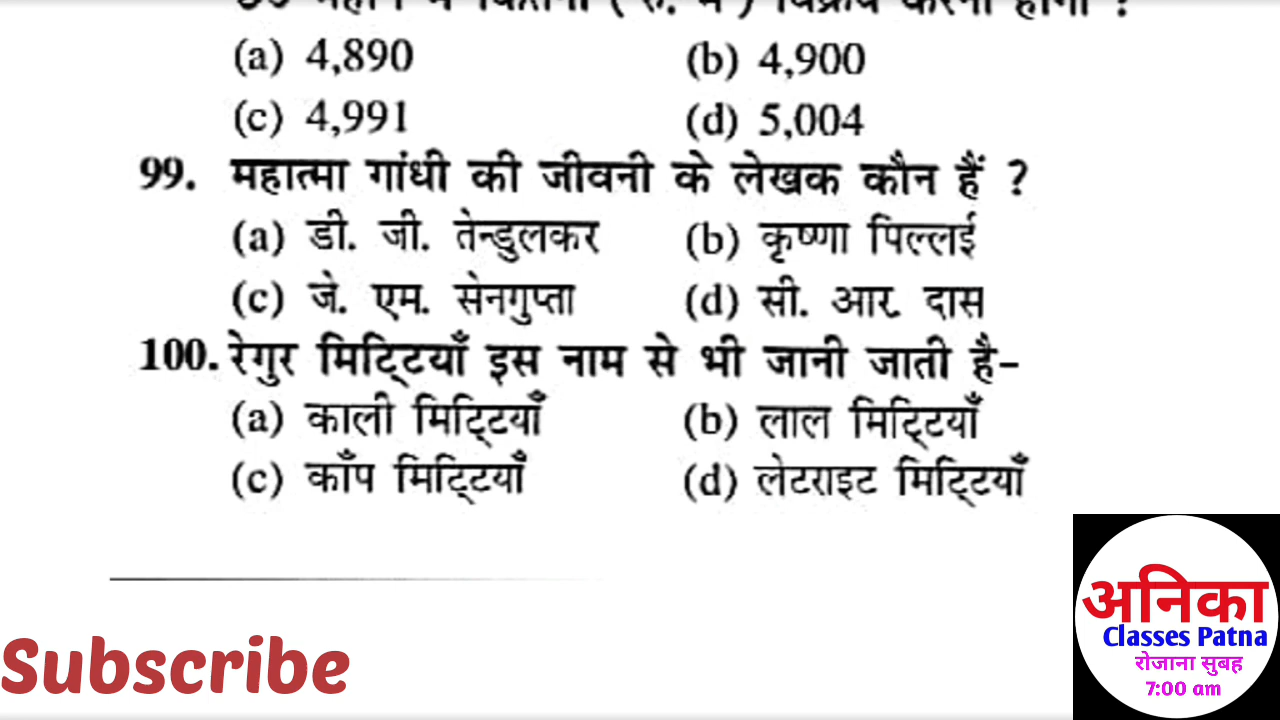 (a) 4,890 (b) 4,900
(c) 4,991 (d) 5,004
99. महात्मा गांधी की जीवनी के लेखक कौन हैं ?
(a) डी. जी. तेन्डुलकर (b) कृष्णा पिल्लई
(c) जे. एम. सेनगुप्ता (d) सी. आर. दास
100. रेगुर मिट्टियाँ इस नाम से भी जानी जाती है-
(a) काली मिट्टियाँ (b) लाल मिट्टियाँ
(c) काँप मिट्टियाँ (d) लेटराइट मिट्टियाँ
अनिका
Classes Patna
रोजाना सुबह
7:00 am
Subscribe